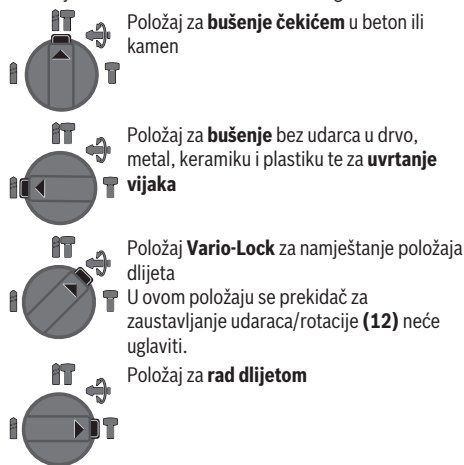 Položaj za bušenje čekićem u beton ili
kamen
Položaj za bušenje bez udarca u drvo,
metal, keramiku i plastiku te za uvrtanje
vijaka
Položaj Vario-Lock za namještanje položaja
dlijeta
U ovom položaju se prekidač za
zaustavljanje udaraca/rotacije (12) neće
uglaviti.
Položaj za rad dlijetom